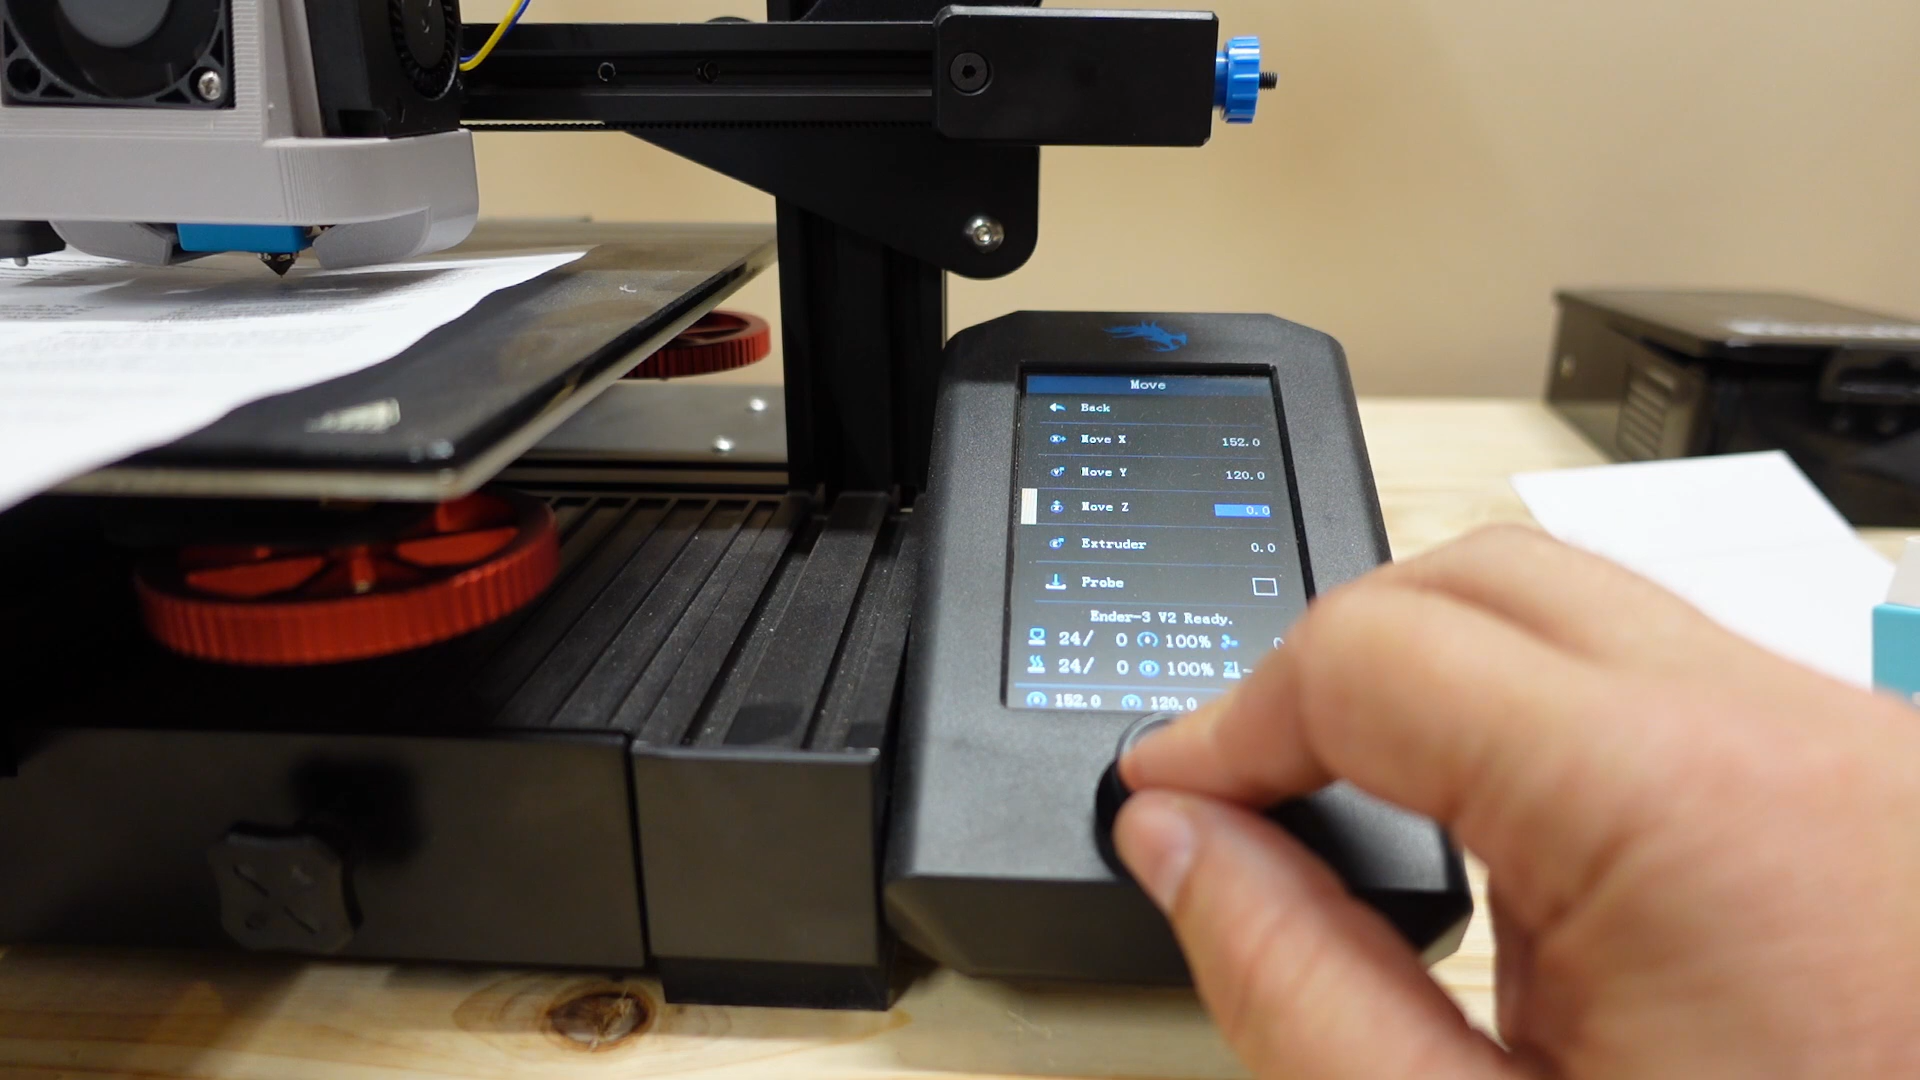 Move
Back
Move X 152.0
Move Y 120.0
Move Z 0.0
Extruder 0.0
Probe
Ender-3 V2 Ready.
24/ 0 100%
24/ 0 100% Z
152.0 120.0